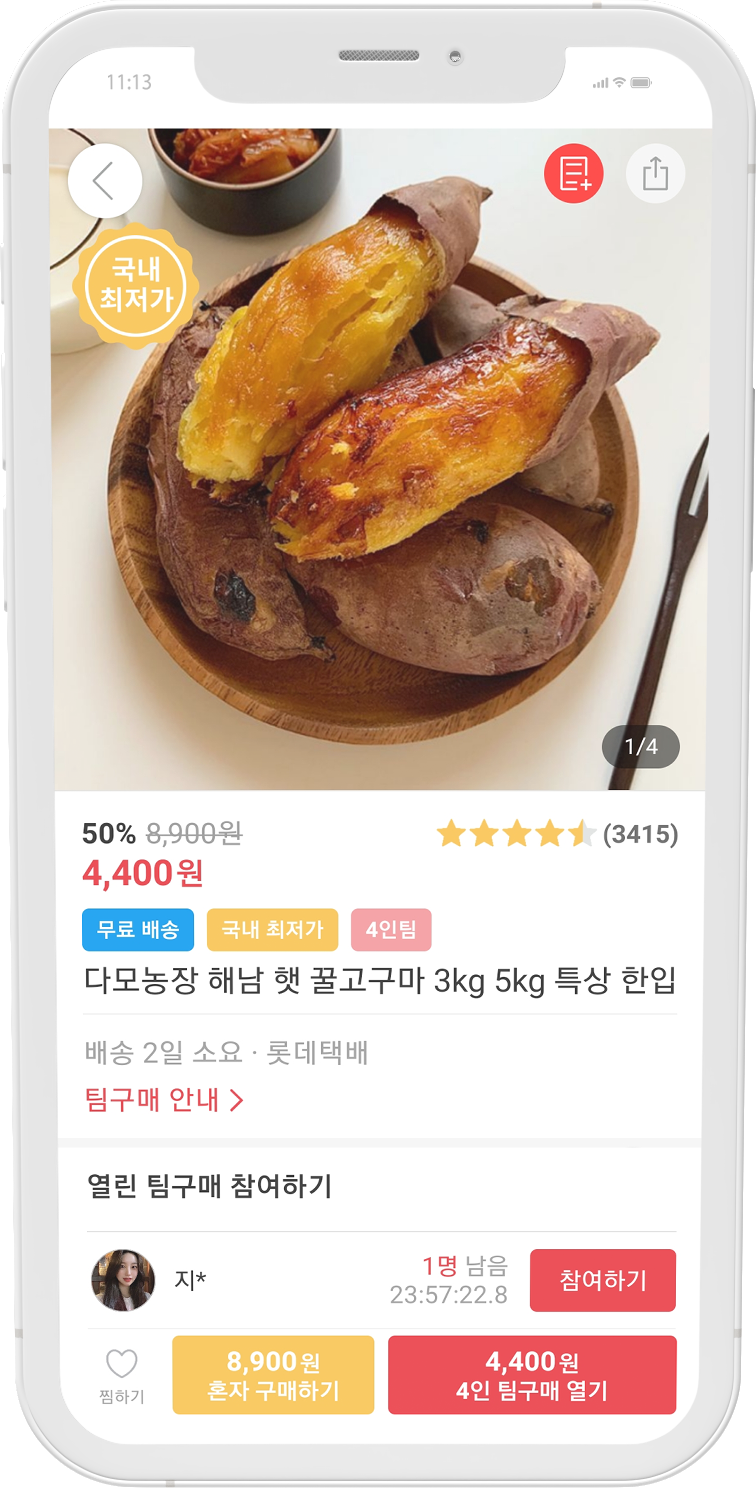 11:13
국내
최저가
1/4
50% 8,900원
(3415)
4,400원
무료 배송
국내 최저가
4인팀
다모농장 해남 햇 꿀고구마 3kg 5kg 특상 한입
배송 2일 소요 · 롯데택배
팀구매 안내 >
열린 팀구매 참여하기
지*
1명 남음
23:57:22.8
참여하기
찜하기
8,900원
혼자 구매하기
4,400원
4인 팀구매 열기